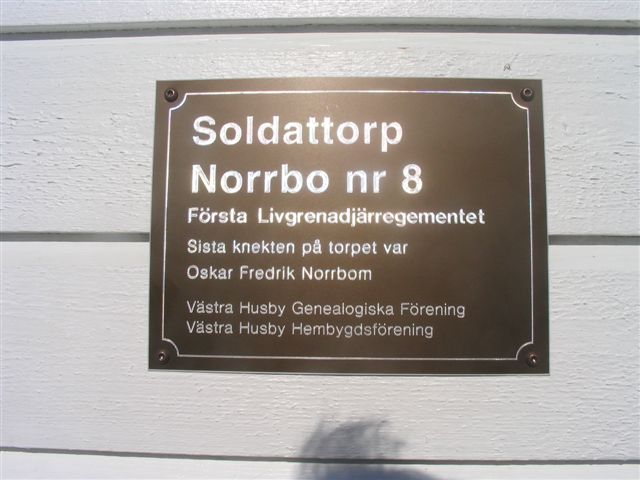 Soldattorp
Norrbo nr 8
Första Livgrenadjärregementet
Sista knekten på torpet var
Oskar Fredrik Norrbom
Västra Husby Genealogiska Förening
Västra Husby Hembygdsförening